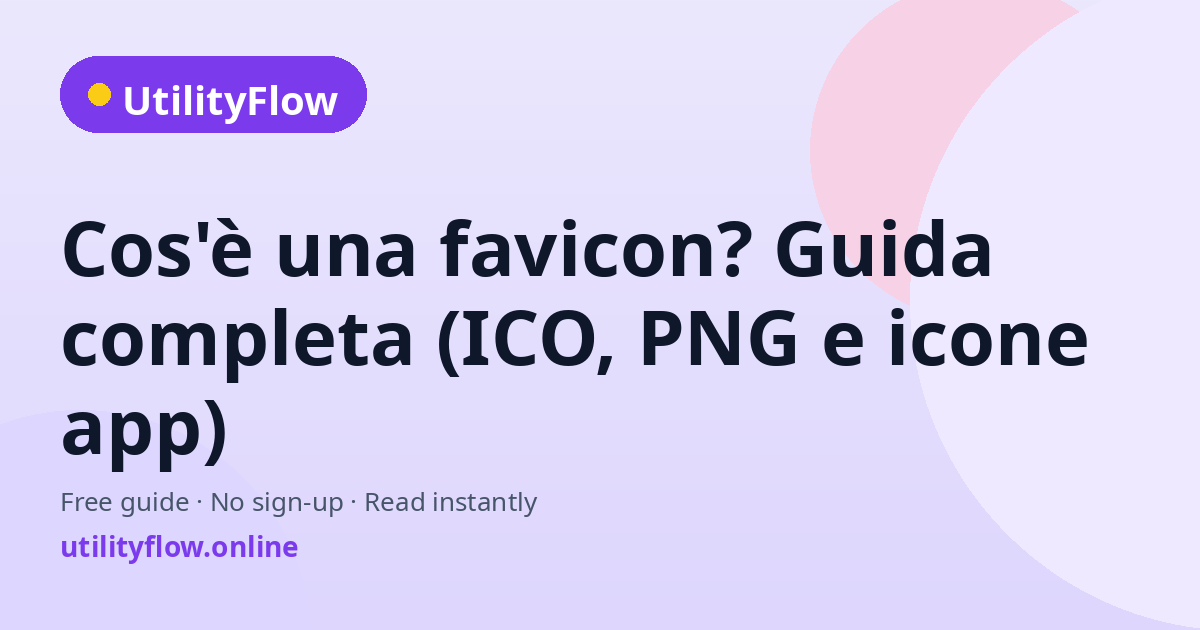 UtilityFlow
Cos'è una favicon? Guida
completa (ICO, PNG e icone
app)
Free guide · No sign-up · Read instantly
utilityflow.online